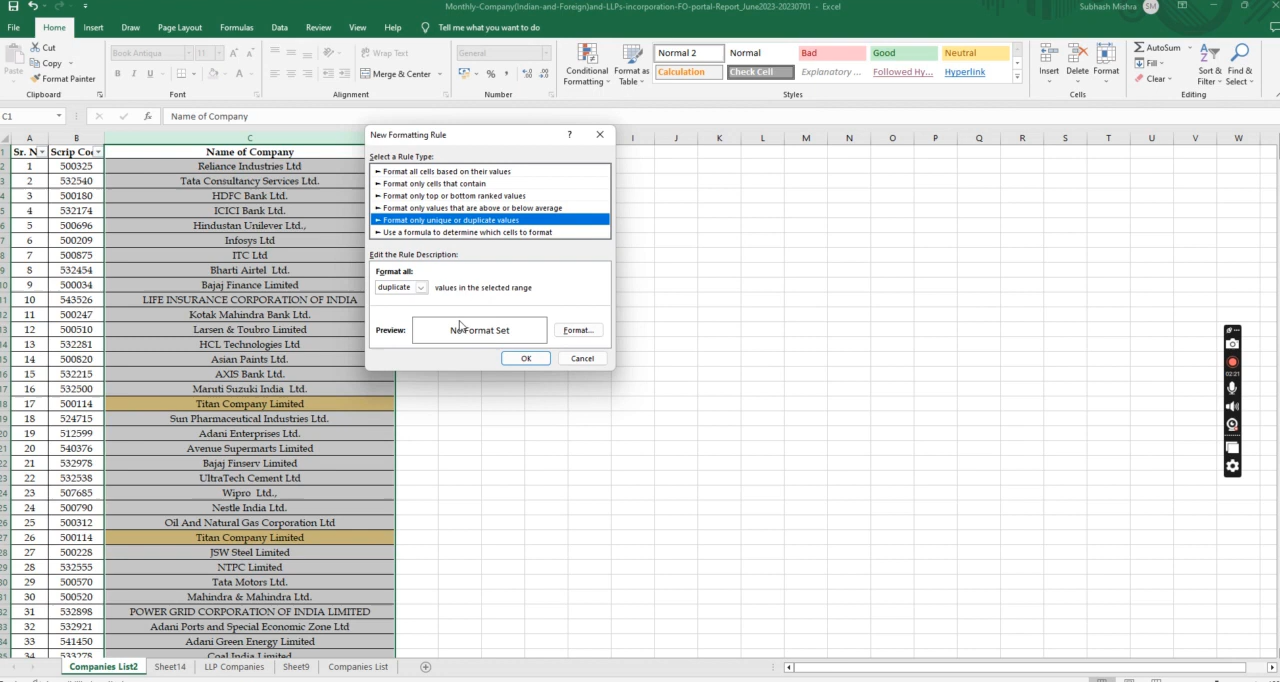 Monthly-Company(Indian-and-Foreign)and-LLPs-incorporation-FO-portal-Report_June2023-20230701 - Excel
Subhash Mishra SM
File Home Insert Draw Page Layout Formulas Data Review View Help Tell me what you want to do
Cut
Copy
Format Painter
Paste
Clipboard
Book Antiqua 11
B I U
Font
Wrap Text
Merge & Center
Alignment
General
%
Number
Conditional Formatting
Format as Table
Normal 2 Normal Bad Good Neutral
Calculation Check Cell Explanatory ... Followed Hy... Hyperlink
Styles
Insert Delete Format
Cells
AutoSum
Fill
Clear
Sort & Filter
Find & Select
Editing
C1 fx Name of Company
A B C I J K L M N O P Q R S T U V W
Sr. N Scrip Co Name of Company
1 500325 Reliance Industries Ltd
2 532540 Tata Consultancy Services Ltd.
3 500180 HDFC Bank Ltd.
4 532174 ICICI Bank Ltd.
5 500696 Hindustan Unilever Ltd.,
6 500209 Infosys Ltd
7 500875 ITC Ltd
8 532454 Bharti Airtel Ltd.
9 500034 Bajaj Finance Limited
10 543526 LIFE INSURANCE CORPORATION OF INDIA
11 500247 Kotak Mahindra Bank Ltd.
12 500510 Larsen & Toubro Limited
13 532281 HCL Technologies Ltd
14 500820 Asian Paints Ltd.
15 532215 AXIS Bank Ltd.
16 532500 Maruti Suzuki India Ltd.
17 500114 Titan Company Limited
18 524715 Sun Pharmaceutical Industries Ltd.
19 512599 Adani Enterprises Ltd.
20 540376 Avenue Supermarts Limited
21 532978 Bajaj Finserv Limited
22 532538 UltraTech Cement Ltd
23 507685 Wipro Ltd.,
24 500790 Nestle India Ltd.
25 500312 Oil And Natural Gas Corporation Ltd
26 500114 Titan Company Limited
27 500228 JSW Steel Limited
28 532555 NTPC Limited
29 500570 Tata Motors Ltd.
30 500520 Mahindra & Mahindra Ltd.
31 532898 POWER GRID CORPORATION OF INDIA LIMITED
32 532921 Adani Ports and Special Economic Zone Ltd
33 541450 Adani Green Energy Limited
34 533278 Coal India Limited
New Formatting Rule ?
Select a Rule Type:
► Format all cells based on their values
► Format only cells that contain
► Format only top or bottom ranked values
► Format only values that are above or below average
► Format only unique or duplicate values
► Use a formula to determine which cells to format
Edit the Rule Description:
Format all:
duplicate values in the selected range
Preview: No Format Set Format...
OK Cancel
02:21
Companies List2 Sheet14 LLP Companies Sheet9 Companies List